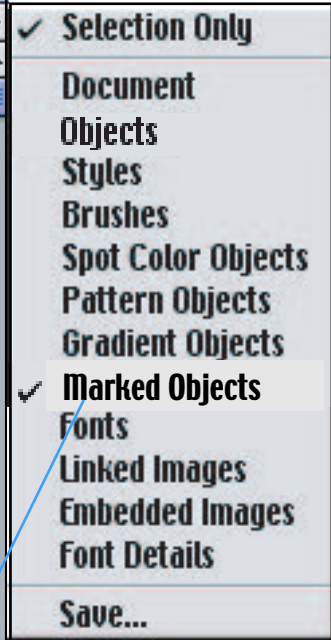 Selection Only
Document
Objects
Styles
Brushes
Spot Color Objects
Pattern Objects
Gradient Objects
Marked Objects
Fonts
Linked Images
Embedded Images
Font Details
Save...